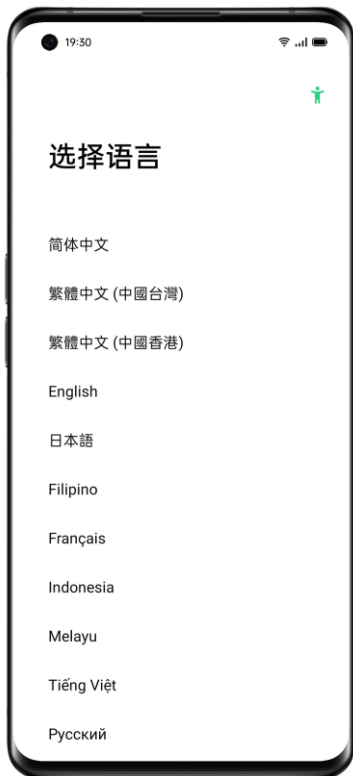 19:30
选择语言
简体中文
繁體中文 (中國台灣)
繁體中文 (中國香港)
English
日本語
Filipino
Français
Indonesia
Melayu
Tiếng Việt
Русский